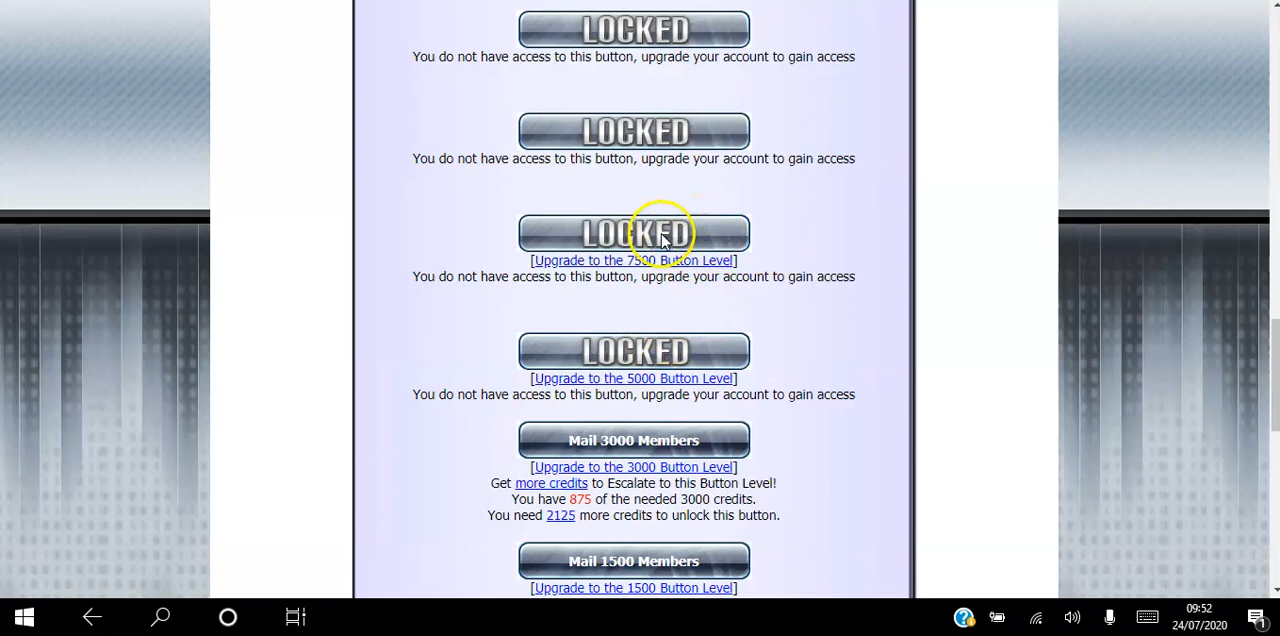 LOCKED
You do not have access to this button, upgrade your account to gain access
LOCKED
You do not have access to this button, upgrade your account to gain access
LOCKED
[Upgrade to the 7500 Button Level]
You do not have access to this button, upgrade your account to gain access
LOCKED
[Upgrade to the 5000 Button Level]
You do not have access to this button, upgrade your account to gain access
Mail 3000 Members
[Upgrade to the 3000 Button Level]
Get more credits to Escalate to this Button Level!
You have 875 of the needed 3000 credits.
You need 2125 more credits to unlock this button.
Mail 1500 Members
[Upgrade to the 1500 Button Level]
09:52
24/07/2020
1